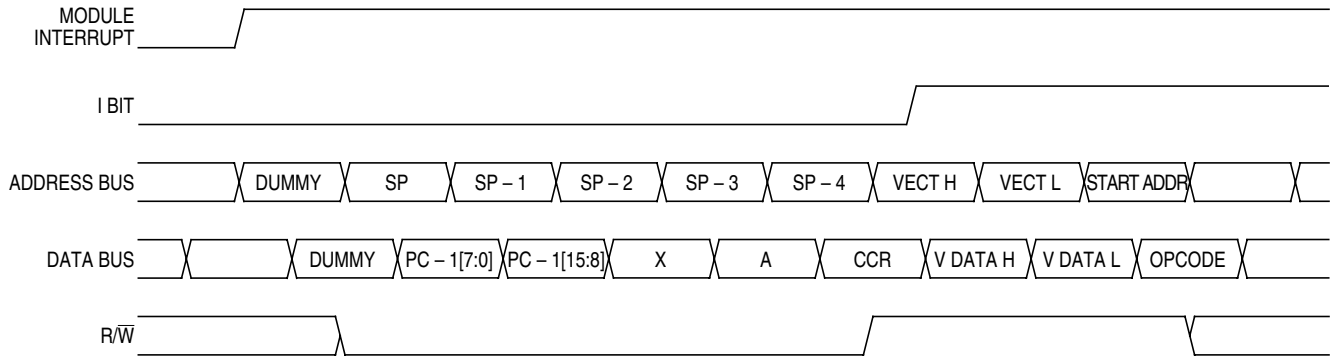 MODULE
INTERRUPT
I BIT
ADDRESS BUS DUMMY SP SP – 1 SP – 2 SP – 3 SP – 4 VECT H VECT L START ADDR
DATA BUS DUMMY PC – 1[7:0] PC – 1[15:8] X A CCR V DATA H V DATA L OPCODE
R/W̅